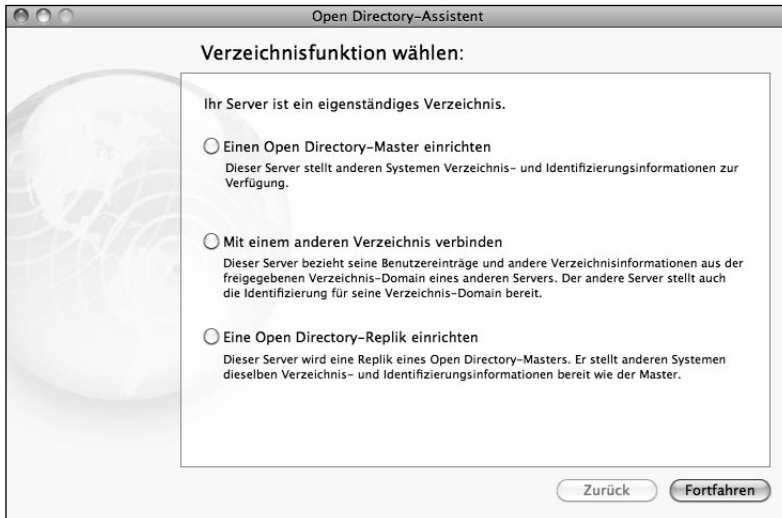 Open Directory-Assistent
Verzeichnisfunktion wählen:
Ihr Server ist ein eigenständiges Verzeichnis.
Einen Open Directory-Master einrichten
Dieser Server stellt anderen Systemen Verzeichnis- und Identifizierungsinformationen zur
Verfügung.
Mit einem anderen Verzeichnis verbinden
Dieser Server bezieht seine Benutzereinträge und andere Verzeichnisinformationen aus der
freigegebenen Verzeichnis-Domain eines anderen Servers. Der andere Server stellt auch
die Identifizierung für seine Verzeichnis-Domain bereit.
Eine Open Directory-Replik einrichten
Dieser Server wird eine Replik eines Open Directory-Masters. Er stellt anderen Systemen
dieselben Verzeichnis- und Identifizierungsinformationen bereit wie der Master.
Zurück
Fortfahren